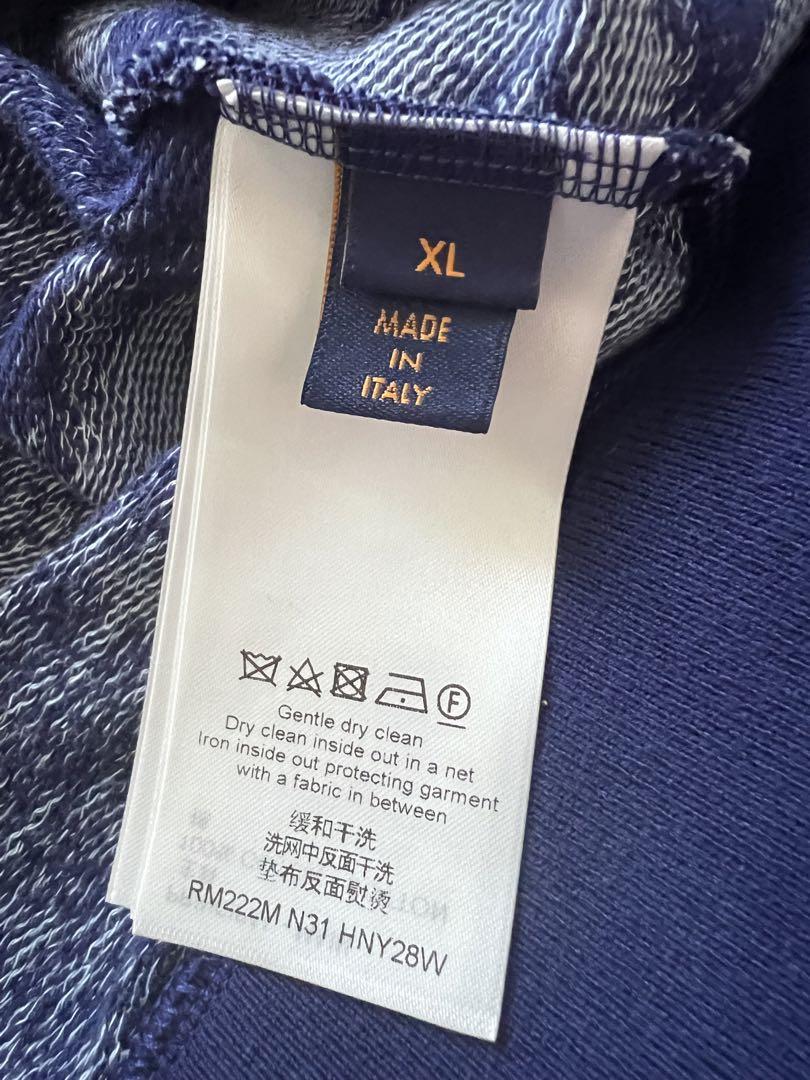 XL
MADE
IN
ITALY
F
Gentle dry clean
Dry clean inside out in a net
Iron inside out protecting garment
with a fabric in between
缓和干洗
洗网中反面干洗
垫布反面熨烫
RM222M N31 HNY28W